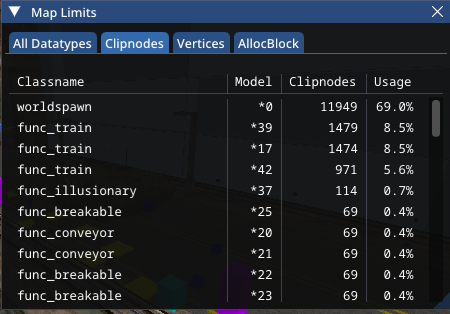 Map Limits
All Datatypes Clipnodes Vertices AllocBlock
Classname Model Clipnodes Usage
worldspawn *0 11949 69.0%
func_train *39 1479 8.5%
func_train *17 1474 8.5%
func_train *42 971 5.6%
func_illusionary *37 114 0.7%
func_breakable *25 69 0.4%
func_conveyor *20 69 0.4%
func_conveyor *21 69 0.4%
func_breakable *22 69 0.4%
func_breakable *23 69 0.4%